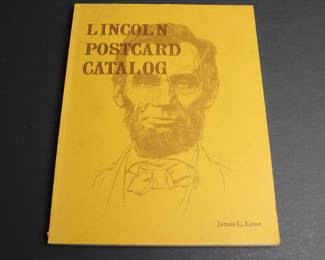 LINCOLN
POSTCARD
CATALOG
James L. Lowe